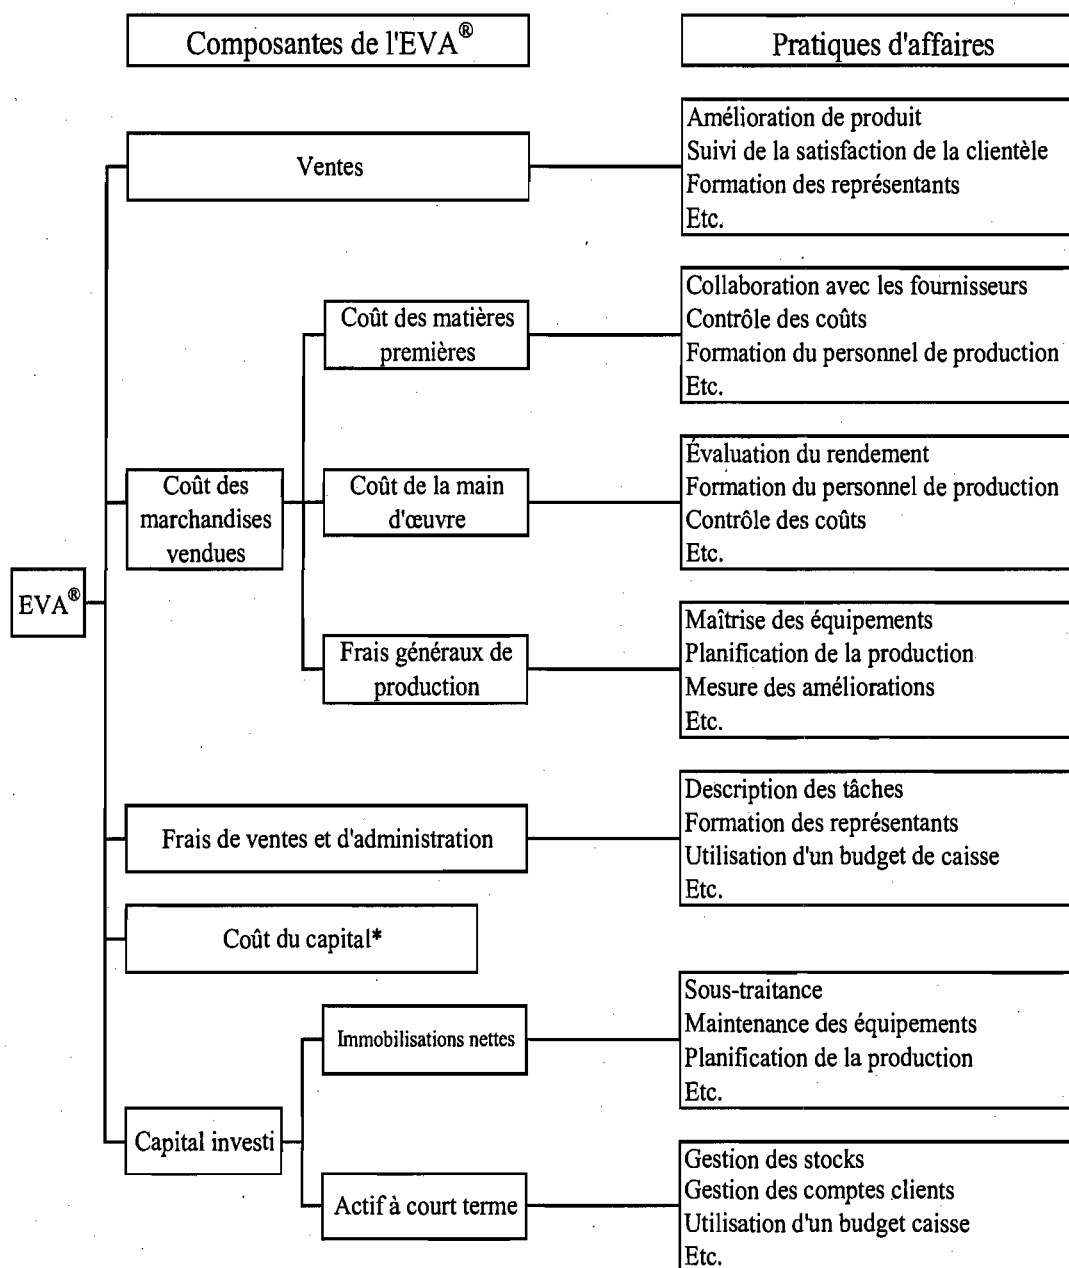 Composantes de l'EVA®
Pratiques d'affaires
Ventes
Amélioration de produit
Suivi de la satisfaction de la clientèle
Formation des représentants
Etc.
Coût des matières
premières
Collaboration avec les fournisseurs
Contrôle des coûts
Formation du personnel de production
Etc.
Coût des
marchandises
vendues
Coût de la main
d'œuvre
Évaluation du rendement
Formation du personnel de production
Contrôle des coûts
Etc.
EVA®
Frais généraux de
production
Maîtrise des équipements
Planification de la production
Mesure des améliorations
Etc.
Frais de ventes et d'administration
Description des tâches
Formation des représentants
Utilisation d'un budget de caisse
Etc.
Coût du capital*
Immobilisations nettes
Sous-traitance
Maintenance des équipements
Planification de la production
Etc.
Capital investi
Actif à court terme
Gestion des stocks
Gestion des comptes clients
Utilisation d'un budget caisse
Etc.